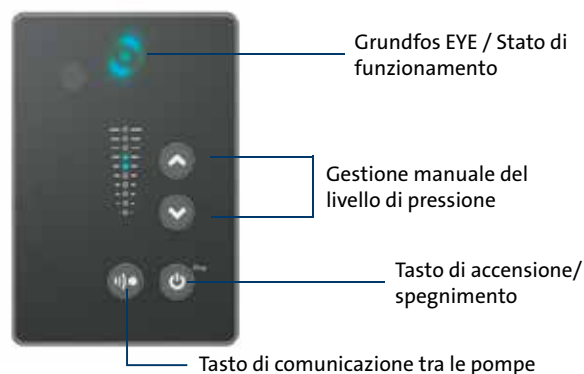 Grundfos EYE / Stato di
funzionamento
Gestione manuale del
livello di pressione
Tasto di accensione/
spegnimento
Tasto di comunicazione tra le pompe